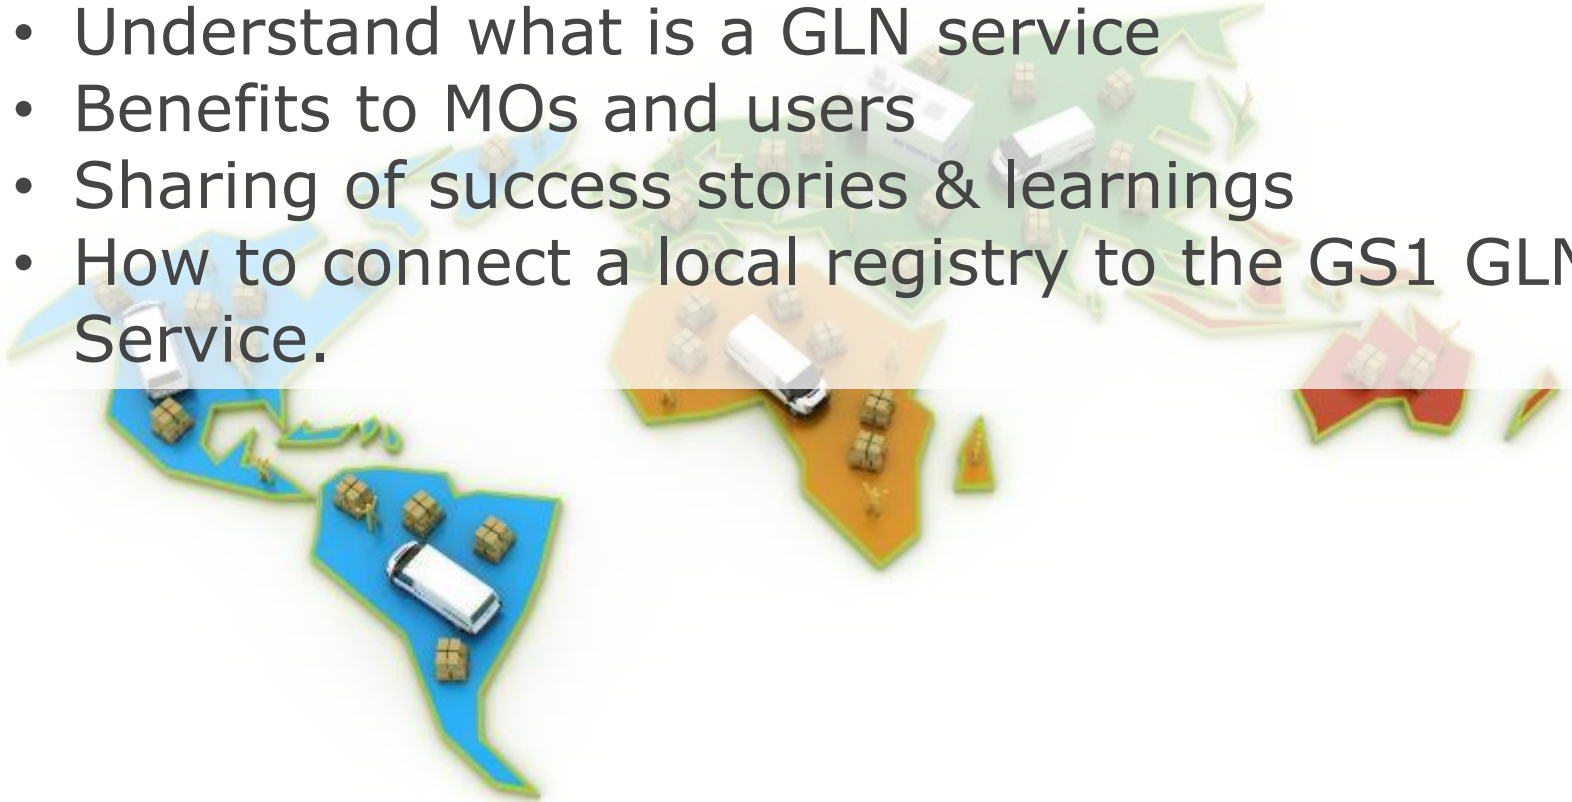 • Understand what is a GLN service
• Benefits to MOs and users
• Sharing of success stories & learnings
• How to connect a local registry to the GS1 GLN
Service.